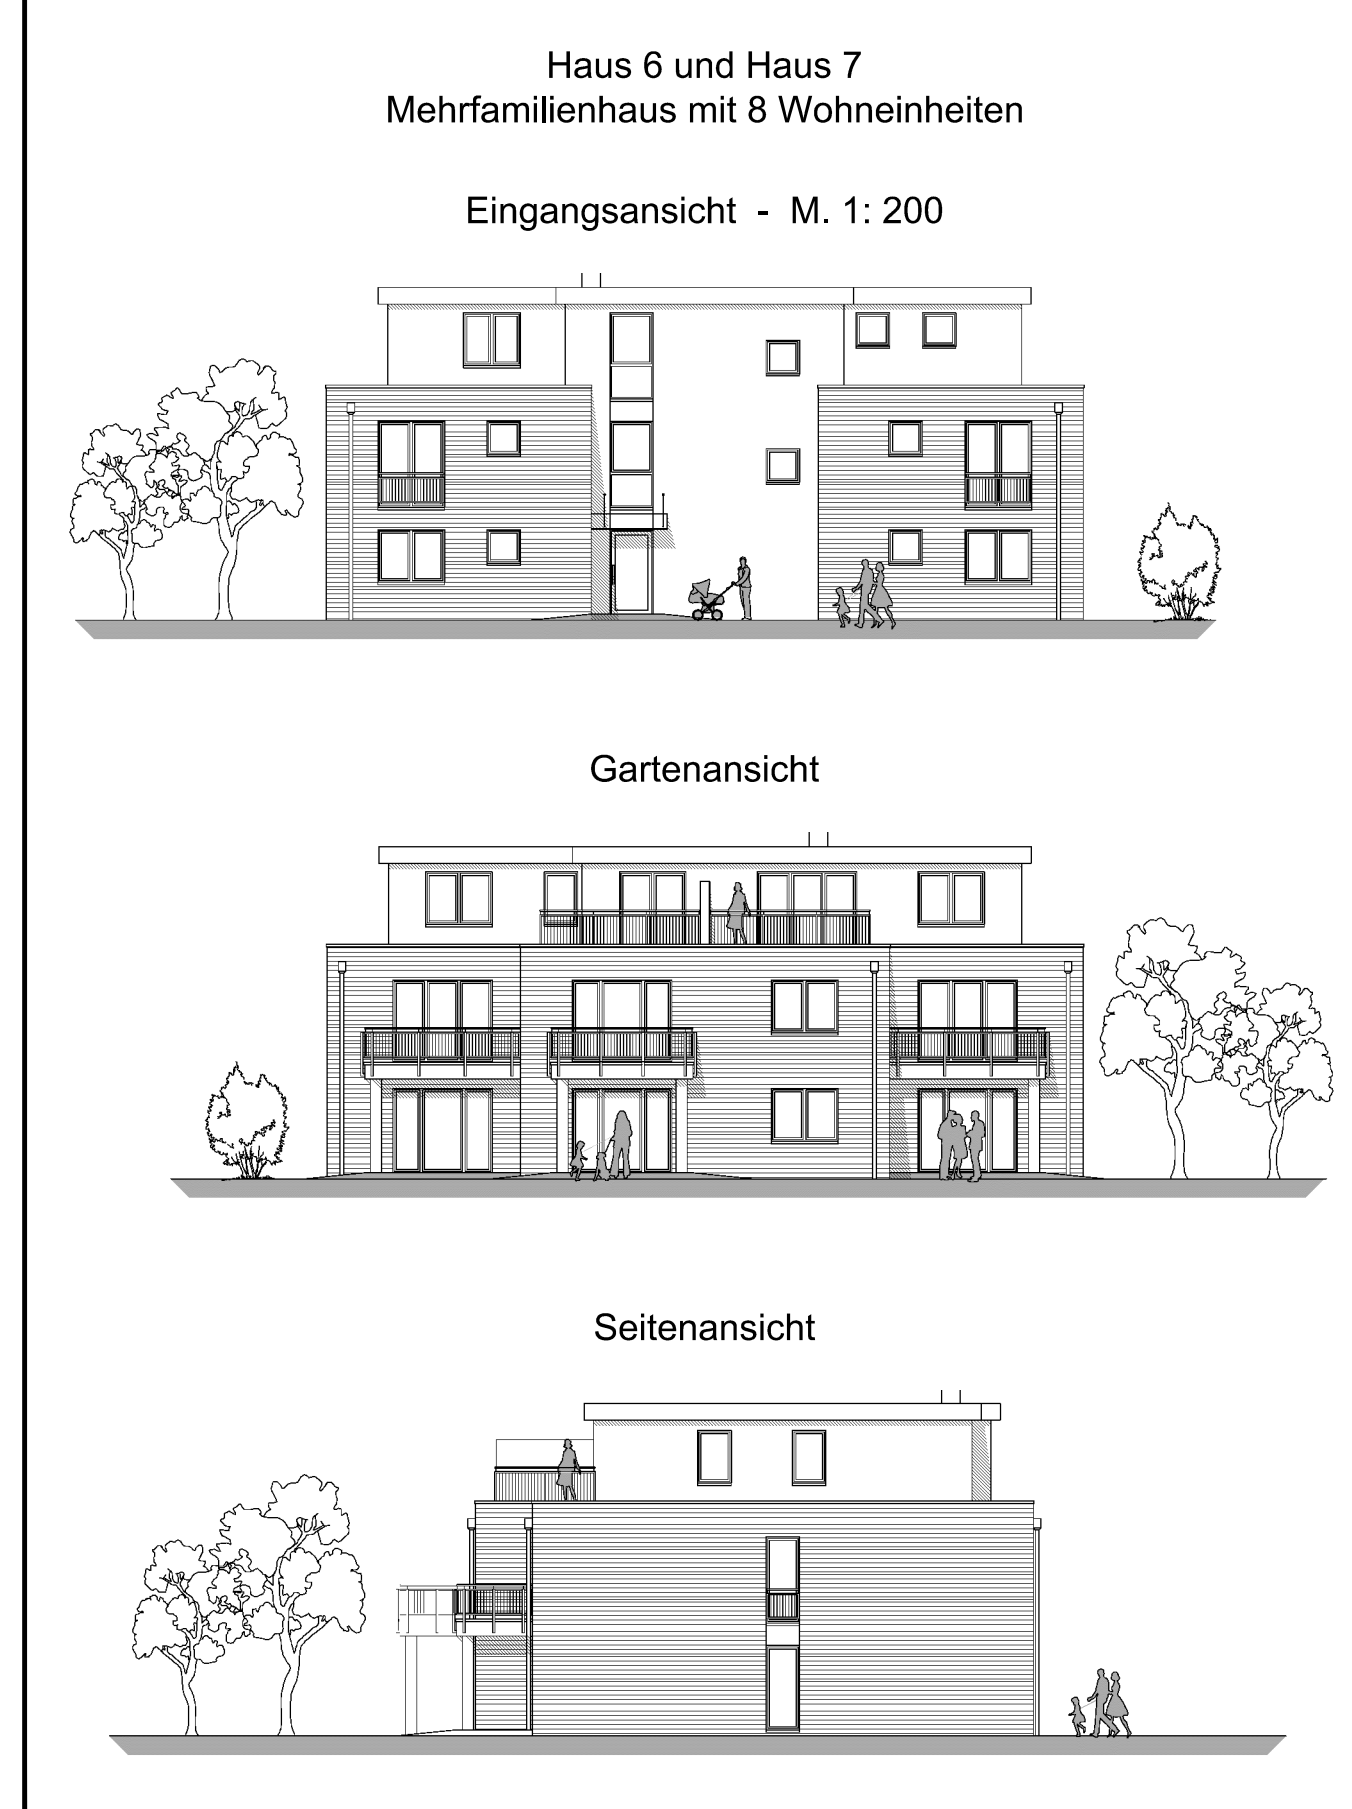 Haus 6 und Haus 7
Mehrfamilienhaus mit 8 Wohneinheiten
Eingangsansicht - M. 1: 200
Gartenansicht
Seitenansicht